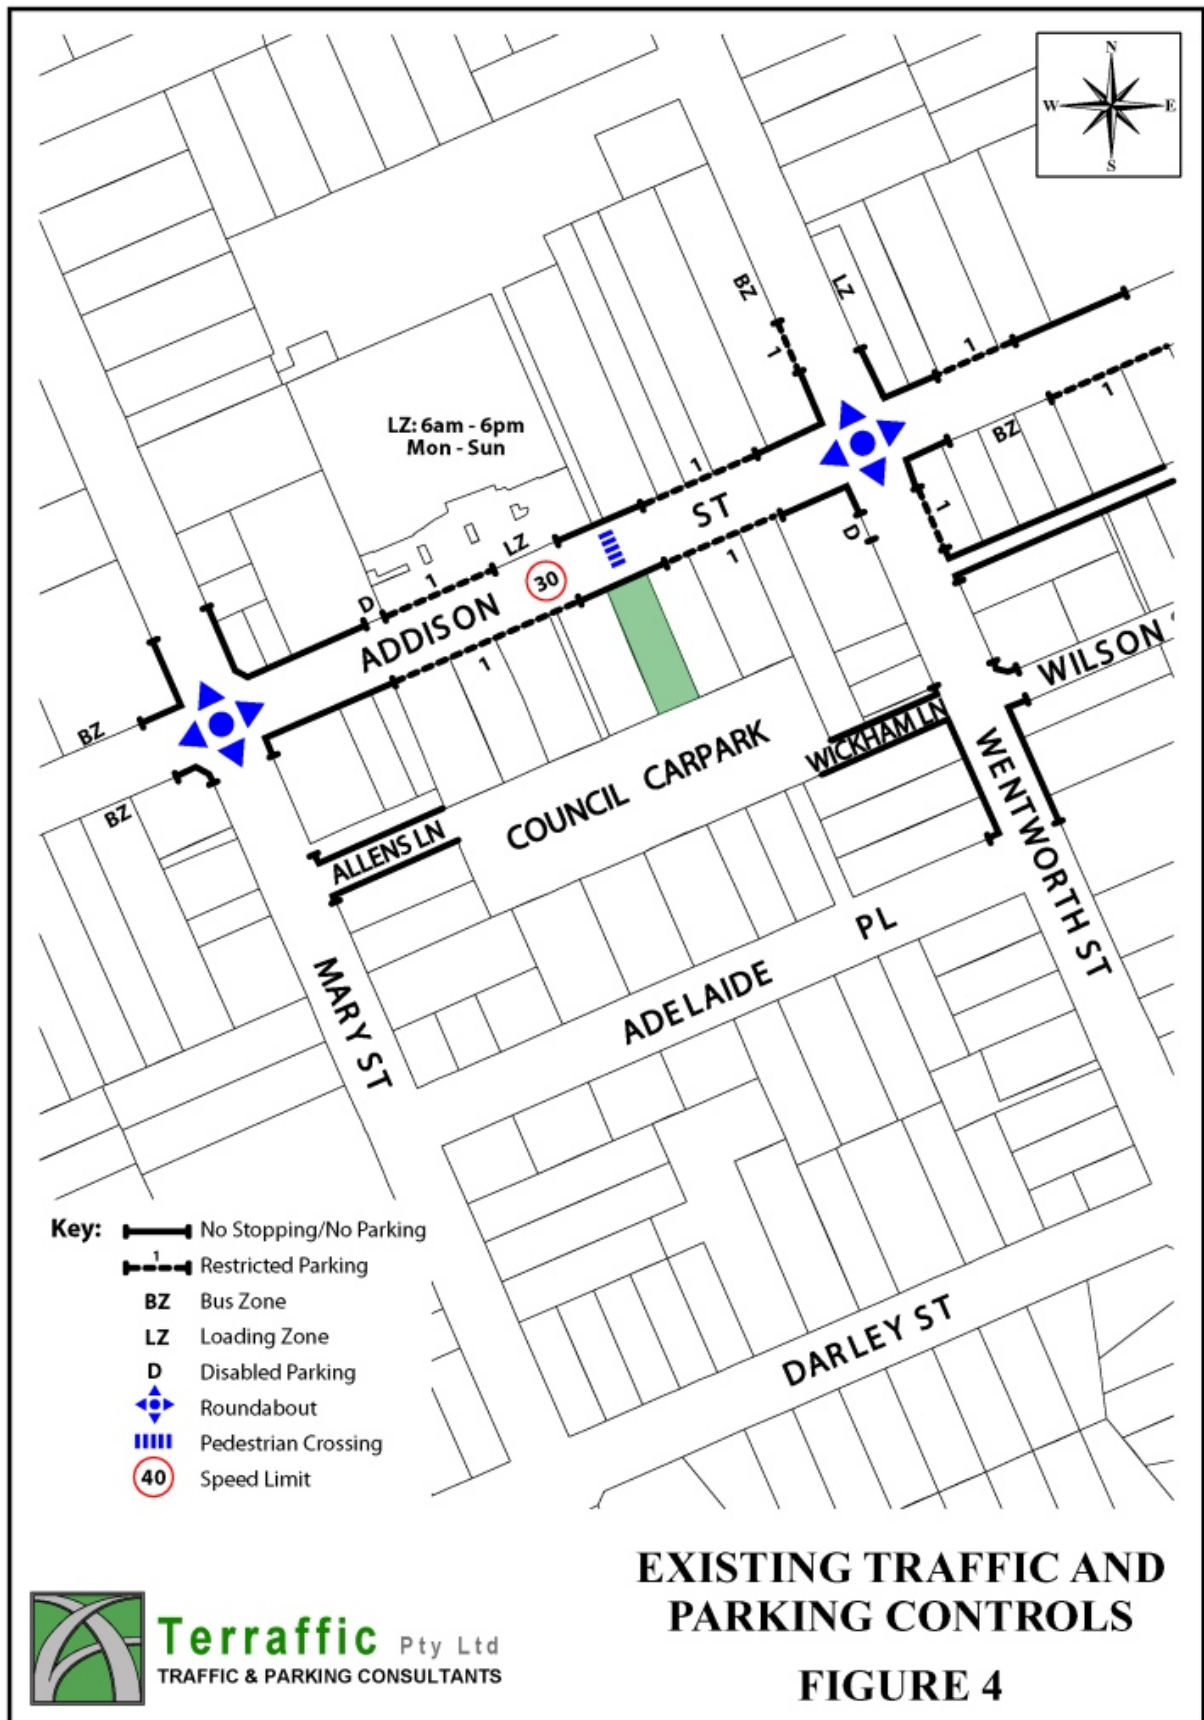 N
W
E
S
BZ
LZ
1
1
LZ: 6am - 6pm
Mon - Sun
1
BZ
1
ST
1
D
1
LZ
1
30
D
ADDISON
1
WILSON
BZ
WICKHAM LN
COUNCIL CARPARK
BZ
ALLENS LN
WENTWORTH ST
PL
ADELAIDE
MARY ST
Key:
No Stopping/No Parking
1
Restricted Parking
BZ Bus Zone
LZ Loading Zone
D Disabled Parking
Roundabout
Pedestrian Crossing
40 Speed Limit
DARLEY ST
EXISTING TRAFFIC AND
PARKING CONTROLS
FIGURE 4
Terraffic Pty Ltd
TRAFFIC & PARKING CONSULTANTS